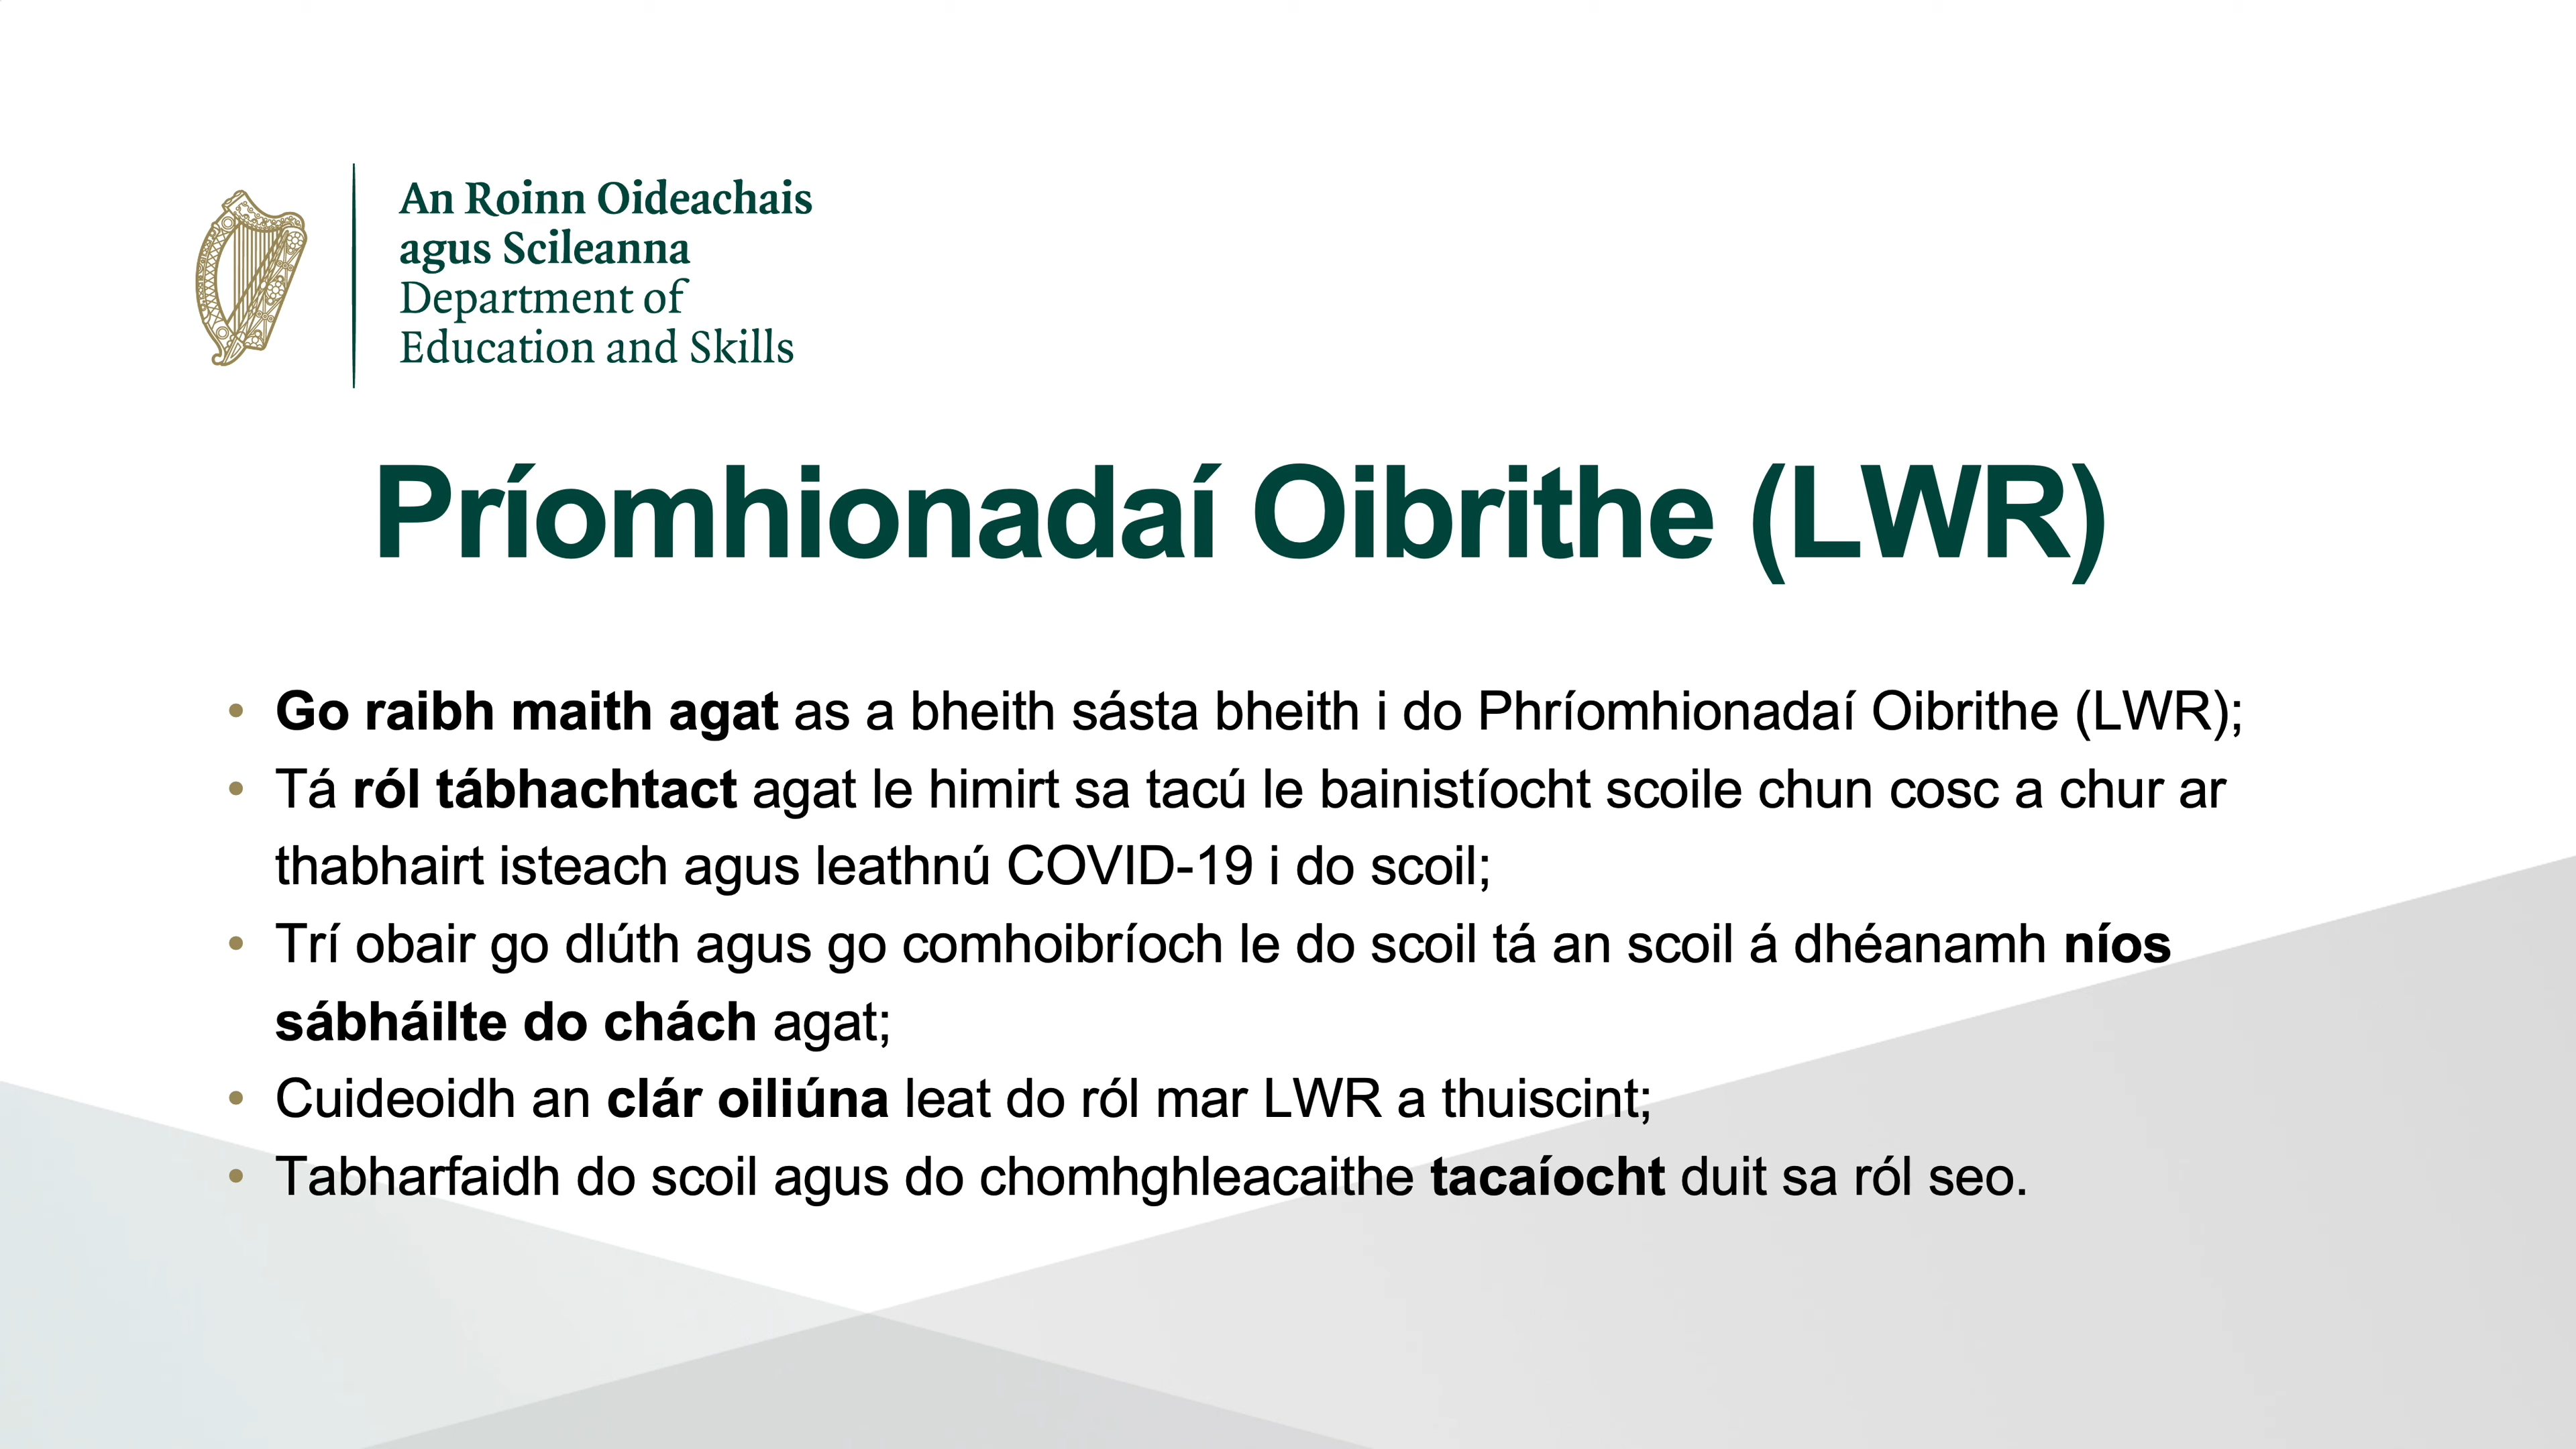 An Roinn Oideachais
agus Scileanna
Department of
Education and Skills
Príomhionadaí Oibrithe (LWR)
• Go raibh maith agat as a bheith sásta bheith i do Phríomhionadaí Oibrithe (LWR);
• Tá ról tábhachtact agat le himirt sa tacú le bainistíocht scoile chun cosc a chur ar
thabhairt isteach agus leathnú COVID-19 i do scoil;
• Trí obair go dlúth agus go comhoibríoch le do scoil tá an scoil á dhéanamh níos
sábháilte do chách agat;
• Cuideoidh an clár oiliúna leat do ról mar LWR a thuiscint;
• Tabharfaidh do scoil agus do chomhghleacaithe tacaíocht duit sa ról seo.